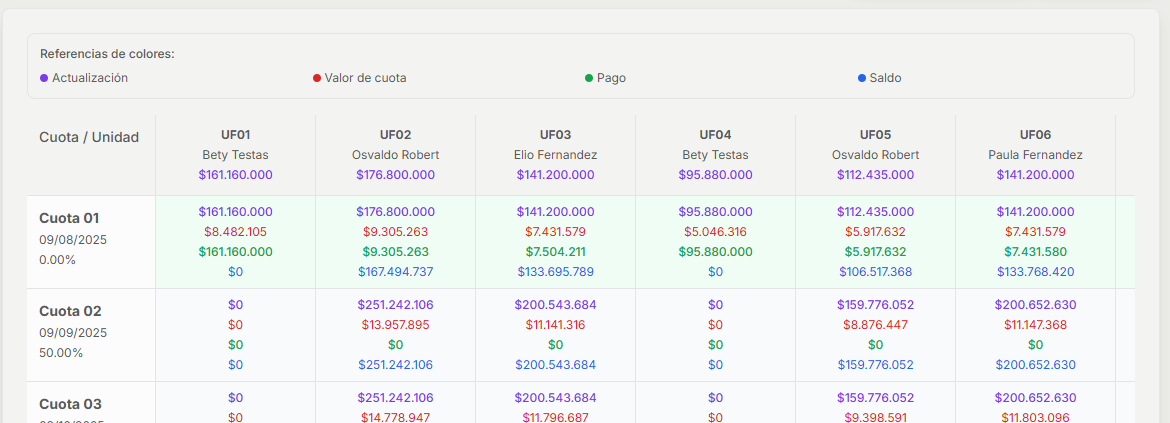 Referencias de colores:
Actualización Valor de cuota Pago Saldo
Cuota / Unidad UF01 UF02 UF03 UF04 UF05 UF06
Bety Testas Osvaldo Robert Elio Fernandez Bety Testas Osvaldo Robert Paula Fernandez
$161.160.000 $176.800.000 $141.200.000 $95.880.000 $112.435.000 $141.200.000
Cuota 01 $161.160.000 $176.800.000 $141.200.000 $95.880.000 $112.435.000 $141.200.000
09/08/2025 $8.482.105 $9.305.263 $7.431.579 $5.046.316 $5.917.632 $7.431.579
0.00% $161.160.000 $9.305.263 $7.504.211 $95.880.000 $5.917.632 $7.431.580
$0 $167.494.737 $133.695.789 $0 $106.517.368 $133.768.420
Cuota 02 $0 $251.242.106 $200.543.684 $0 $159.776.052 $200.652.630
09/09/2025 $0 $13.957.895 $11.141.316 $0 $8.876.447 $11.147.368
50.00% $0 $0 $0 $0 $0 $0
$0 $251.242.106 $200.543.684 $0 $159.776.052 $200.652.630
Cuota 03 $0 $251.242.106 $200.543.684 $0 $159.776.052 $200.652.630
$0 $14.778.947 $11.796.687 $0 $9.398.591 $11.803.096